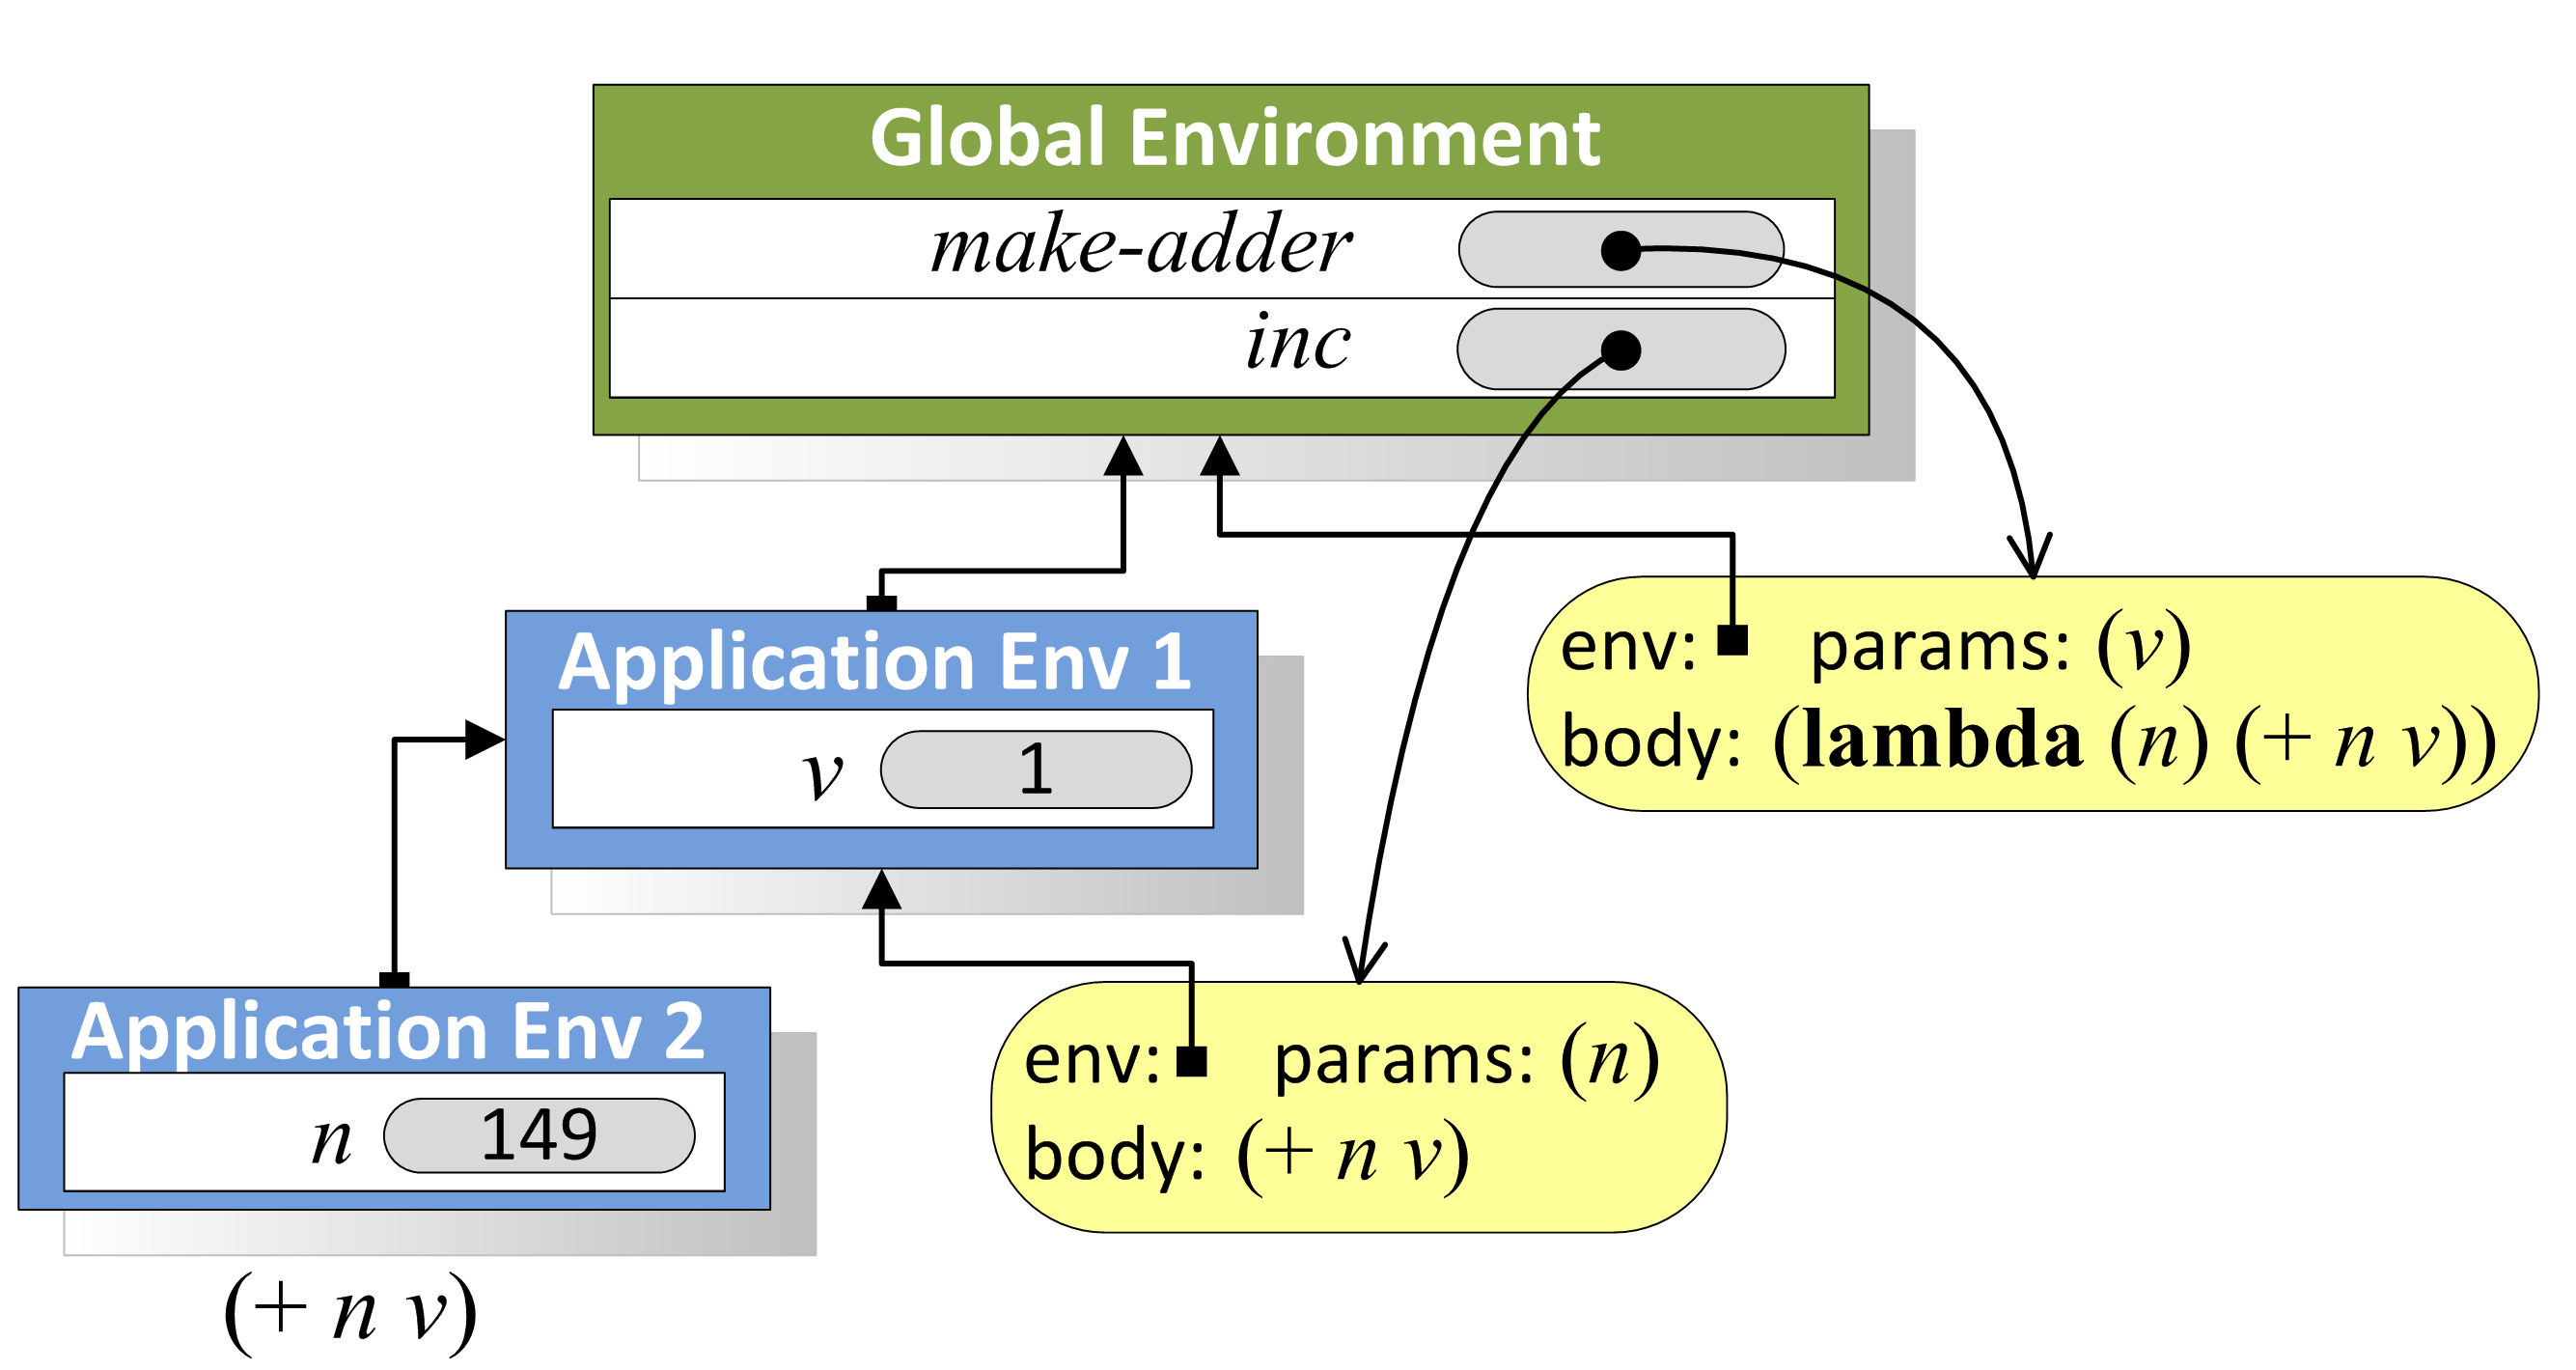 Global Environment
make-adder
inc
Application Env 1
v 1
env: params: (v)
body: (lambda (n) (+ n v))
Application Env 2
n 149
(+ n v)
env: params: (n)
body: (+ n v)